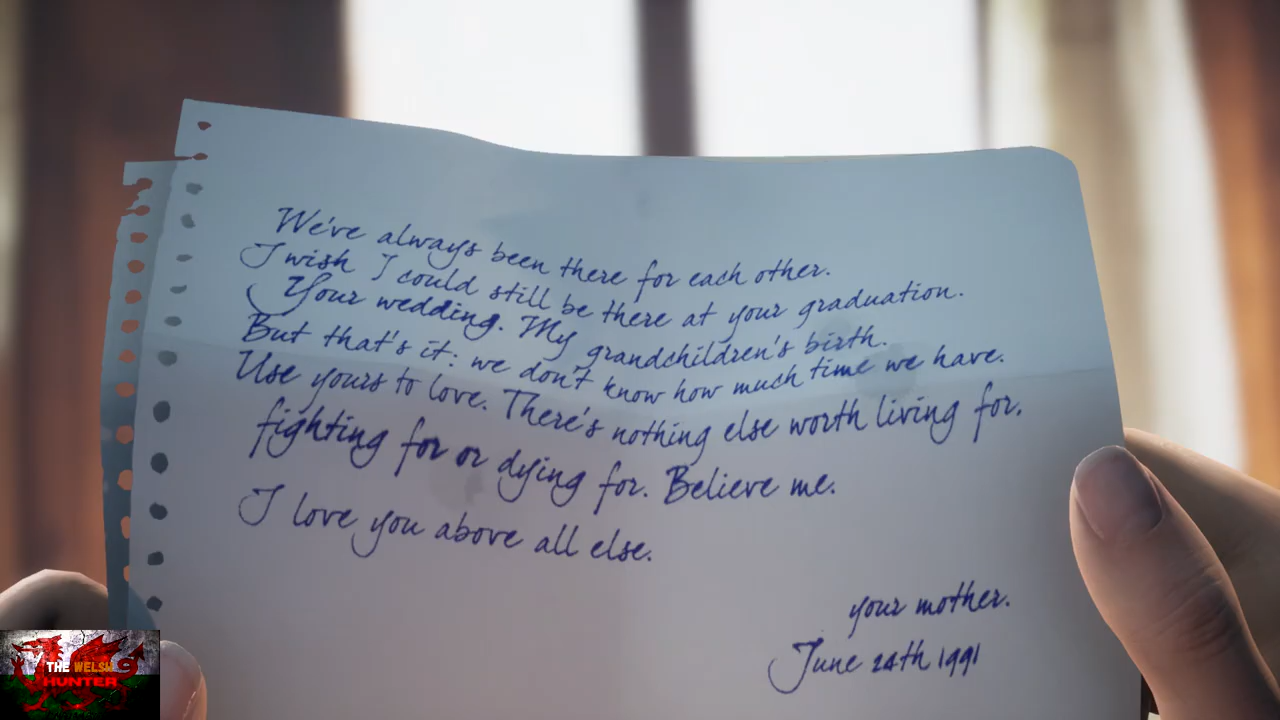 We've always been there for each other.
I wish I could still be there at your graduation.
Your wedding. My grandchildren's birth.
But that's it: we don't know how much time we have.
Use yours to love. There's nothing else worth living for.
fighting for or dying for. Believe me.
I love you above all else.
your mother.
June 24th 1991
THE WELSH
HUNTER